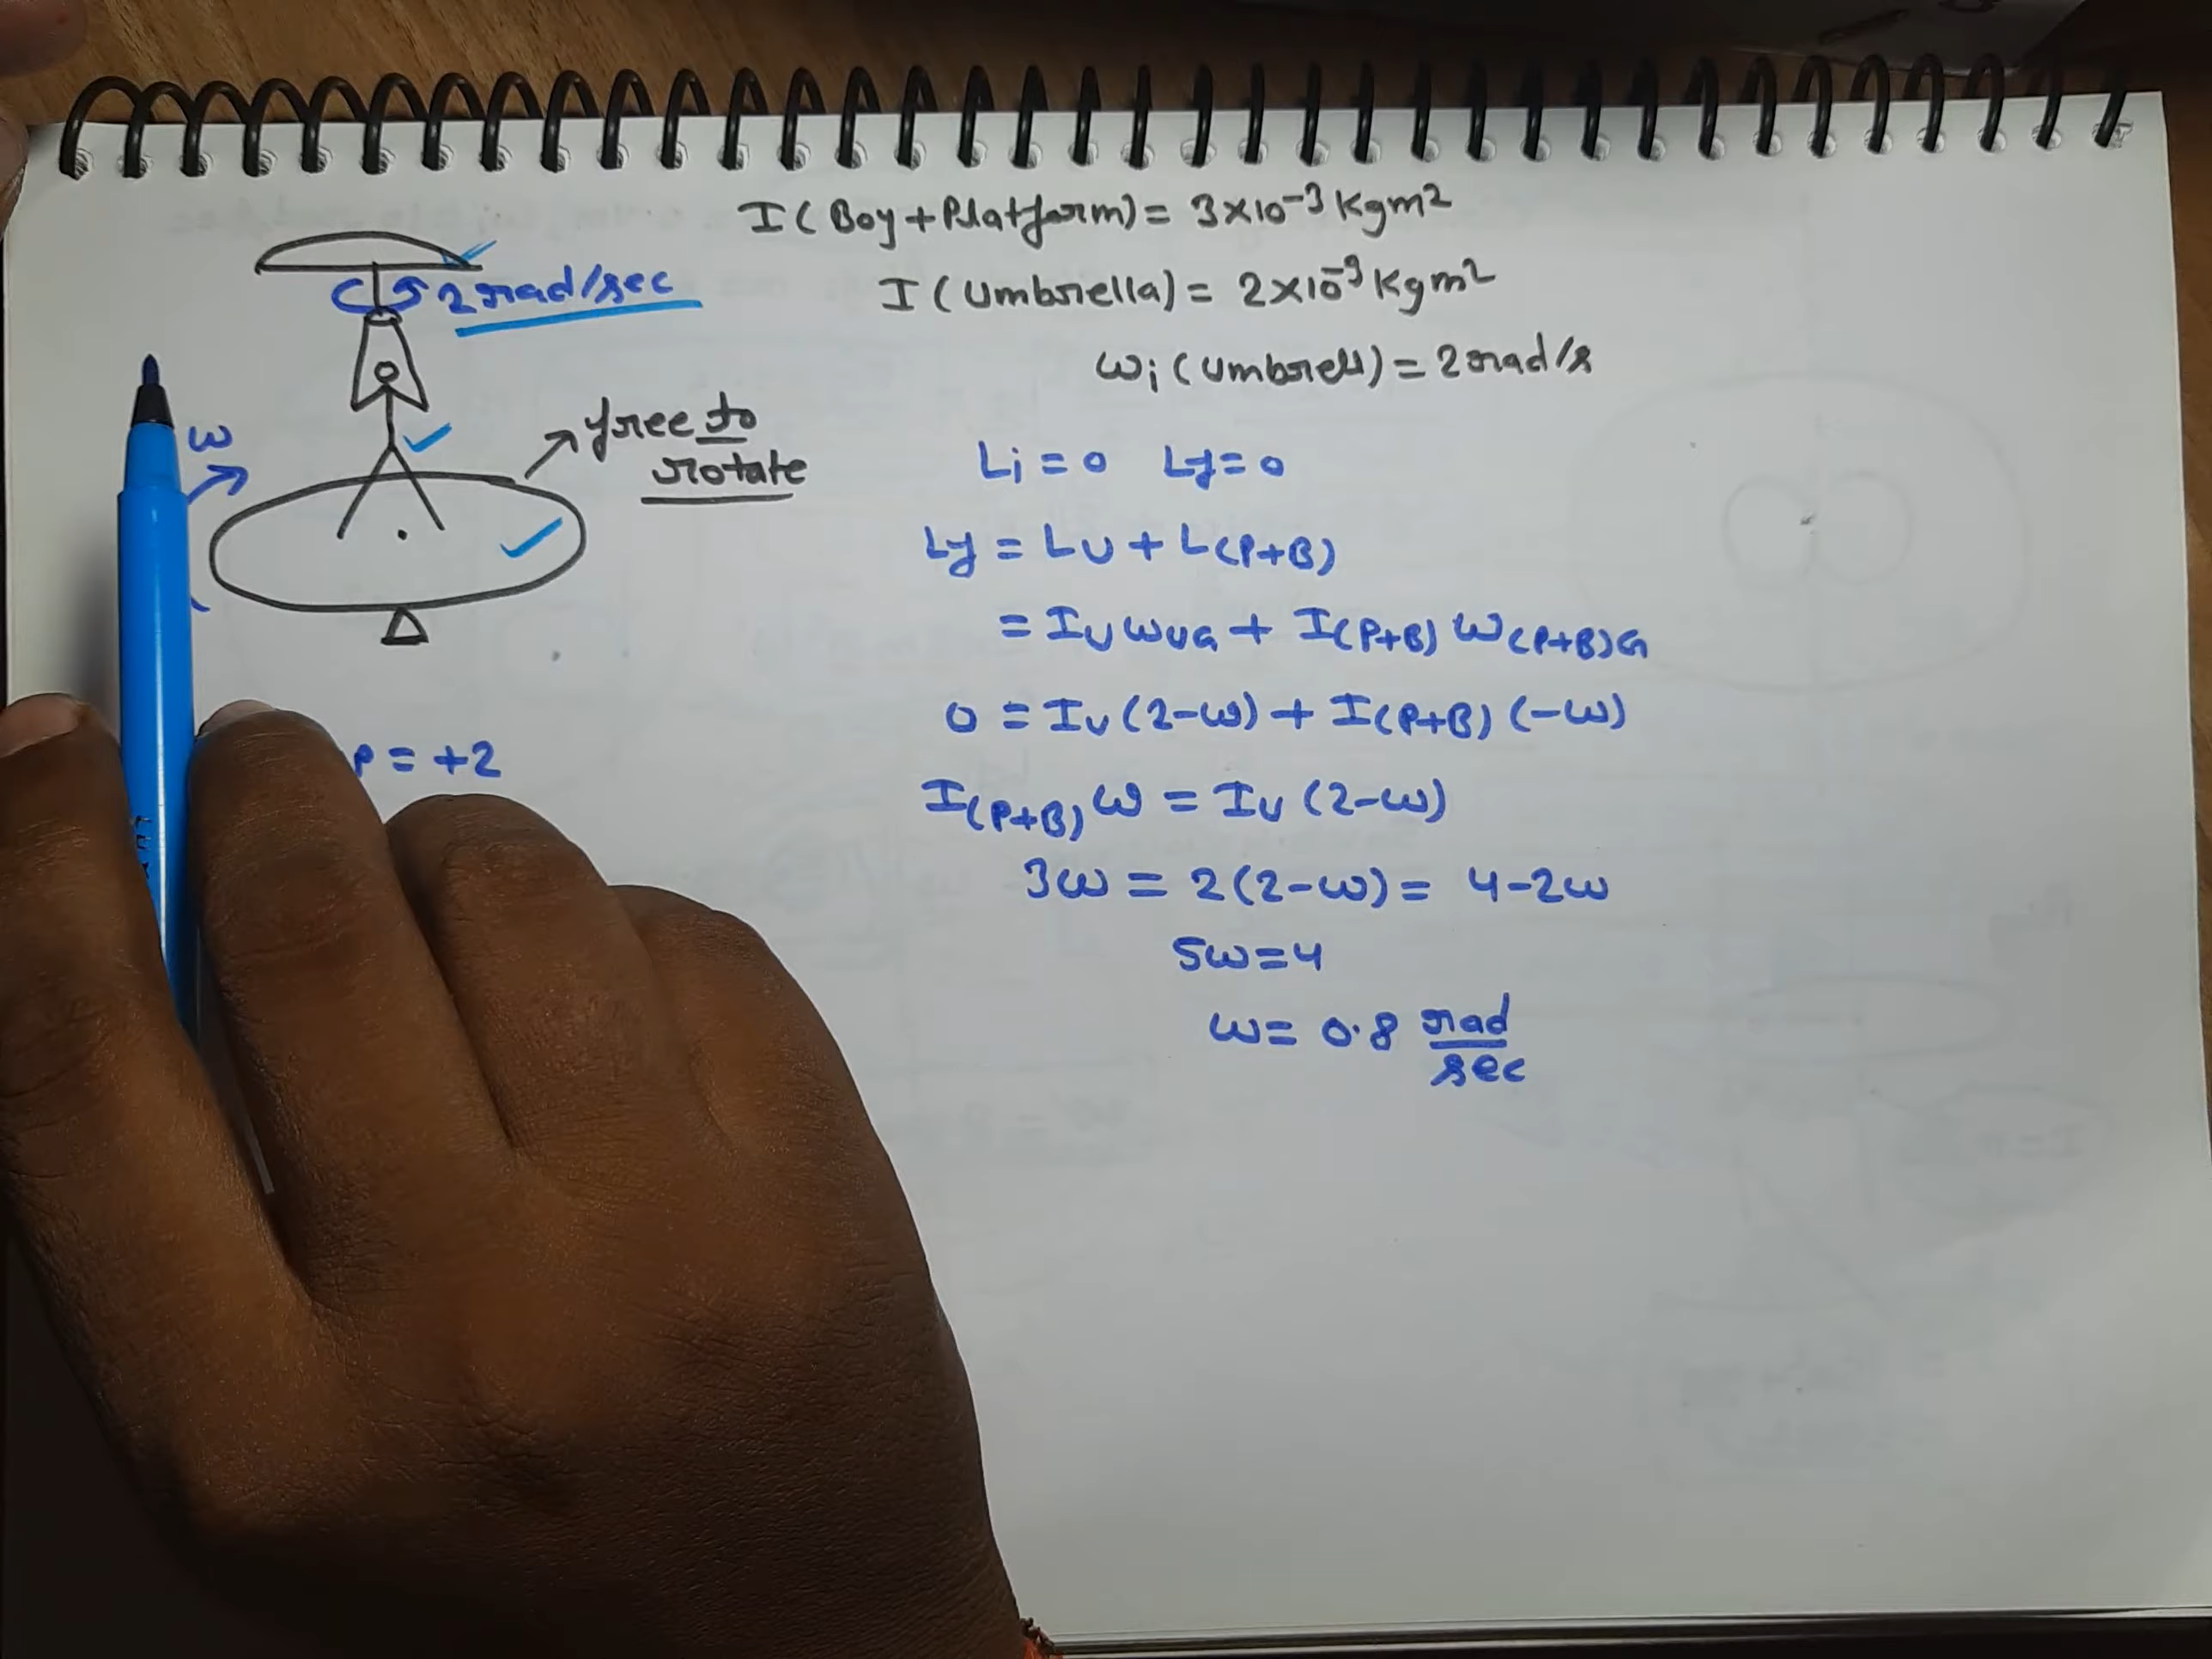 I(Boy+Platform) = 3×10⁻³ Kgm²
I(Umbrella) = 2×10⁻³ Kgm²
2 rad/sec
ωi(Umbrell) = 2 rad/s
ω
free to
rotate
Li = 0 Lf = 0
Lf = LU + L(P+B)
= IU ωUG + I(P+B) ω(P+B)G
0 = IU (2-ω) + I(P+B) (-ω)
P = +2
I(P+B) ω = IU (2-ω)
3ω = 2(2-ω) = 4-2ω
5ω = 4
ω = 0.8 rad/sec